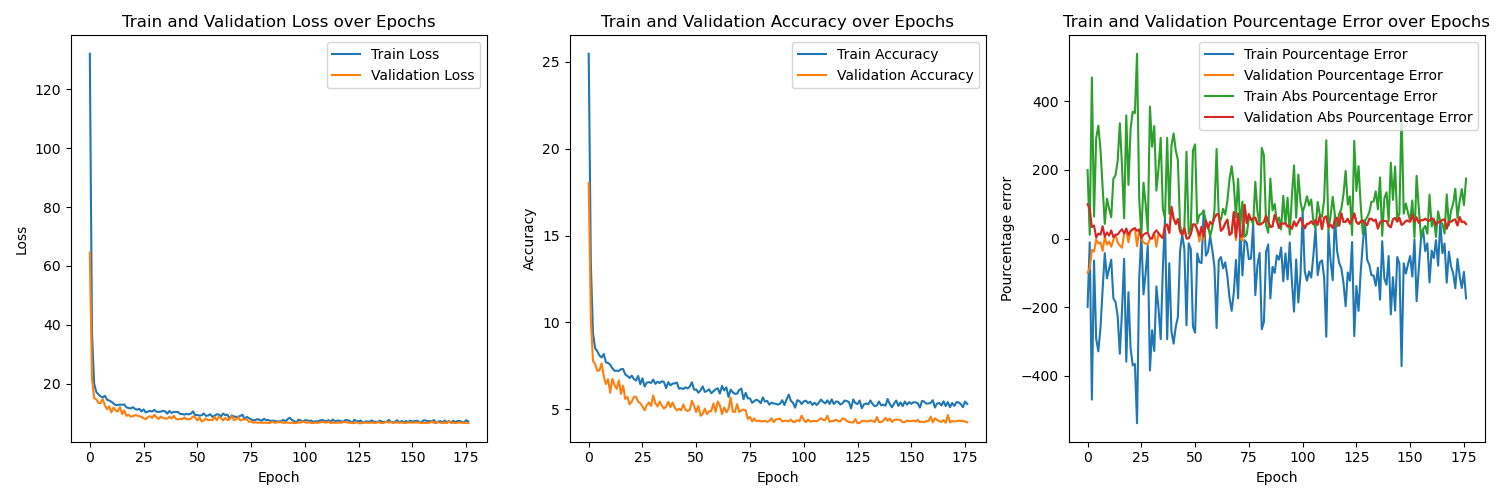 Train and Validation Loss over Epochs
Train Loss
Validation Loss
Loss
120
100
80
60
40
20
0 25 50 75 100 125 150 175
Epoch
Train and Validation Accuracy over Epochs
Train Accuracy
Validation Accuracy
Accuracy
25
20
15
10
5
0 25 50 75 100 125 150 175
Epoch
Train and Validation Pourcentage Error over Epochs
Train Pourcentage Error
Validation Pourcentage Error
Train Abs Pourcentage Error
Validation Abs Pourcentage Error
Pourcentage error
400
200
0
−200
−400
0 25 50 75 100 125 150 175
Epoch